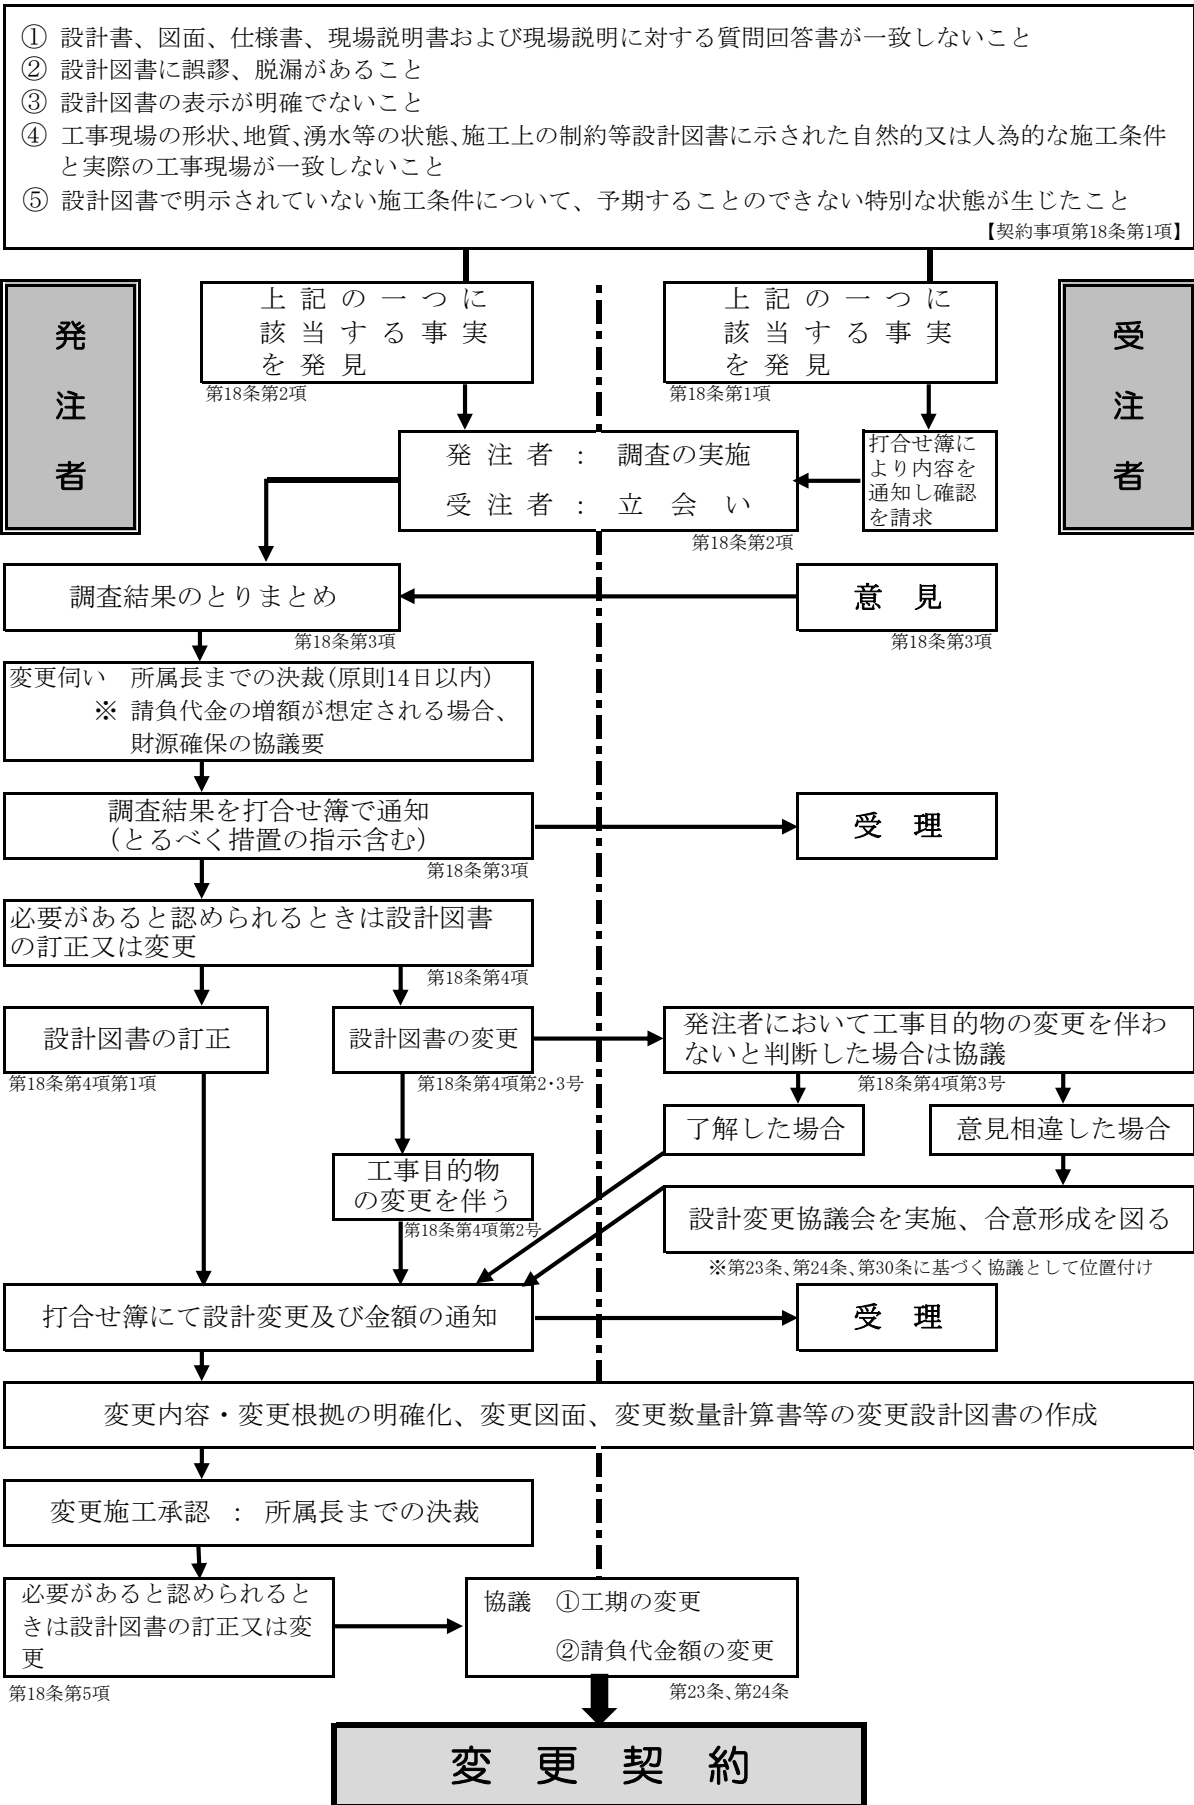 ① 設計書、図面、仕様書、現場説明書および現場説明に対する質問回答書が一致しないこと
② 設計図書に誤謬、脱漏があること
③ 設計図書の表示が明確でないこと
④ 工事現場の形状、地質、湧水等の状態、施工上の制約等設計図書に示された自然的又は人為的な施工条件
と実際の工事現場が一致しないこと
⑤ 設計図書で明示されていない施工条件について、予期することのできない特別な状態が生じたこと
【契約事項第18条第1項】
発注者
上記の一つに
該当する事実
を発見
第18条第2項
上記の一つに
該当する事実
を発見
第18条第1項
受注者
発注者 : 調査の実施
受注者 : 立会い
第18条第2項
打合せ簿に
より内容を
通知し確認
を請求
調査結果のとりまとめ
第18条第3項
意見
第18条第3項
変更伺い 所属長までの決裁(原則14日以内)
※ 請負代金の増額が想定される場合、
財源確保の協議要
調査結果を打合せ簿で通知
(とるべく措置の指示含む)
第18条第3項
受理
必要があると認められるときは設計図書
の訂正又は変更
第18条第4項
設計図書の訂正
第18条第4項第1項
設計図書の変更
第18条第4項第2・3号
発注者において工事目的物の変更を伴わ
ないと判断した場合は協議
第18条第4項第3号
了解した場合
意見相違した場合
工事目的物
の変更を伴う
第18条第4項第2号
設計変更協議会を実施、合意形成を図る
※第23条、第24条、第30条に基づく協議として位置付け
打合せ簿にて設計変更及び金額の通知
受理
変更内容・変更根拠の明確化、変更図面、変更数量計算書等の変更設計図書の作成
変更施工承認 : 所属長までの決裁
必要があると認められると
きは設計図書の訂正又は変
更
第18条第5項
協議 ①工期の変更
②請負代金額の変更
第23条、第24条
変更契約